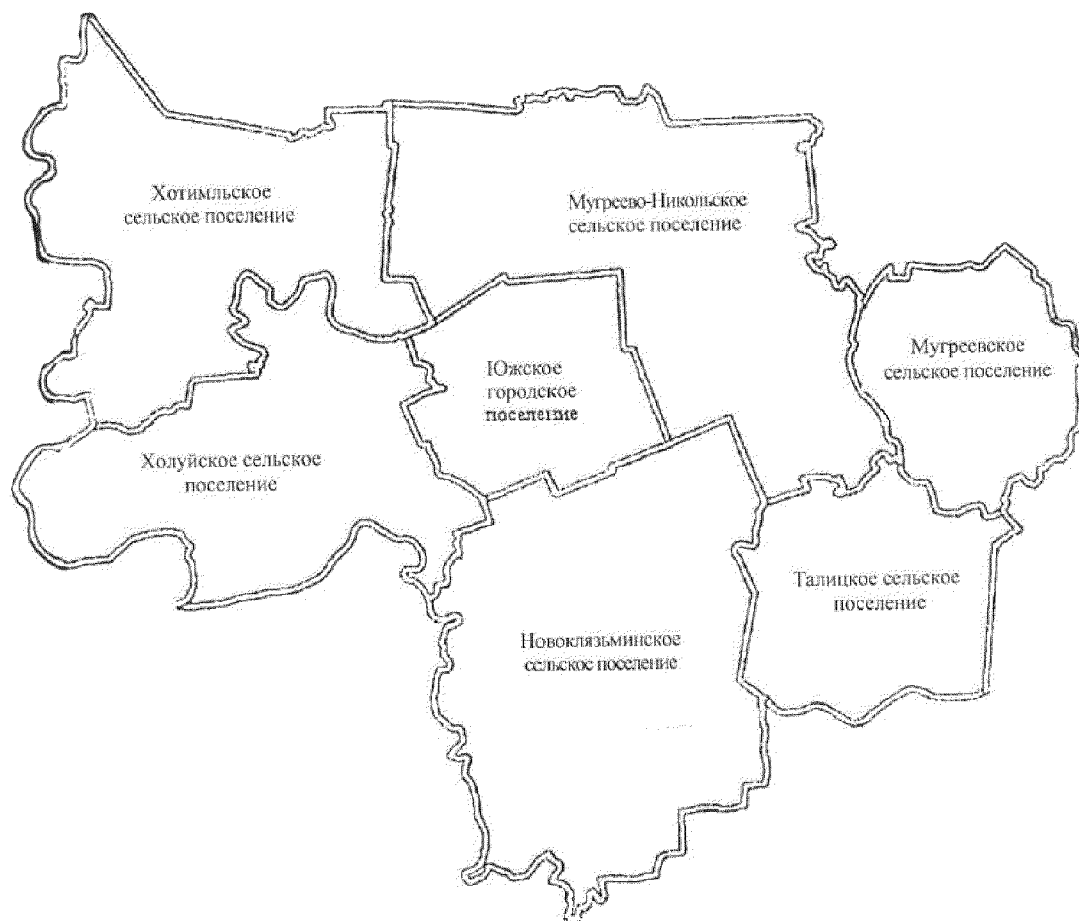 Хотимльское
сельское поселение
Мугреево-Никольское
сельское поселение
Мугреевское
сельское поселение
Южское
городское
поселение
Холуйское сельское
поселение
Талицкое сельское
поселение
Новоклязьминское
сельское поселение